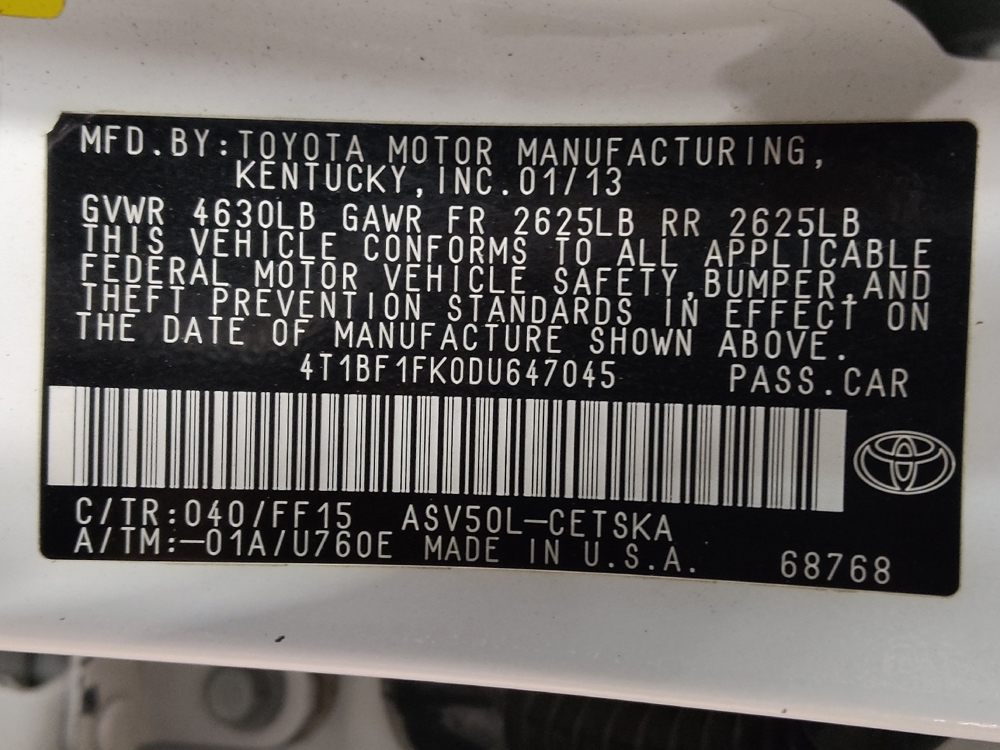 MFD.BY:TOYOTA MOTOR MANUFACTURING,
KENTUCKY,INC.01/13
GVWR 4630LB GAWR FR 2625LB RR 2625LB
THIS VEHICLE CONFORMS TO ALL APPLICABLE
FEDERAL MOTOR VEHICLE SAFETY,BUMPER,AND
THEFT PREVENTION STANDARDS IN EFFECT ON
THE DATE OF MANUFACTURE SHOWN ABOVE.
4T1BF1FK0DU647045 PASS.CAR
C/TR:040/FF15 ASV50L-CETSKA
A/TM:-01A/U760E MADE IN U.S.A. 68768